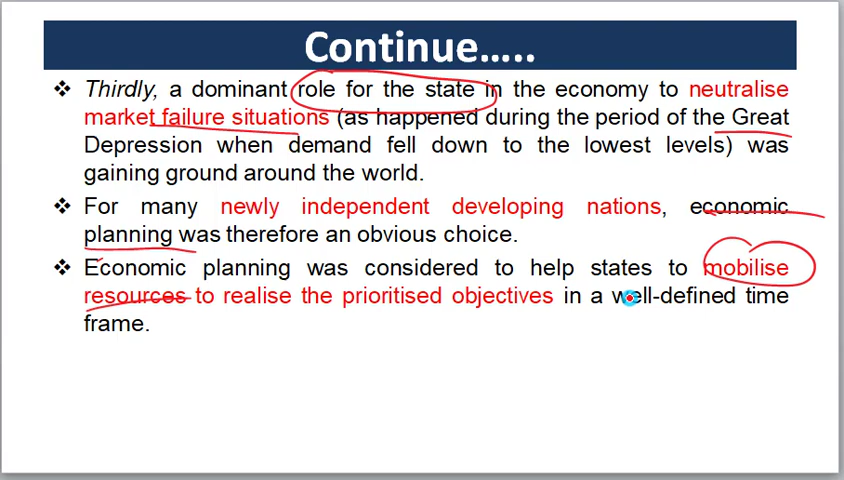 Continue.....
❖ Thirdly, a dominant role for the state in the economy to neutralise
market failure situations (as happened during the period of the Great
Depression when demand fell down to the lowest levels) was
gaining ground around the world.
❖ For many newly independent developing nations, economic
planning was therefore an obvious choice.
❖ Economic planning was considered to help states to mobilise
resources to realise the prioritised objectives in a well-defined time
frame.